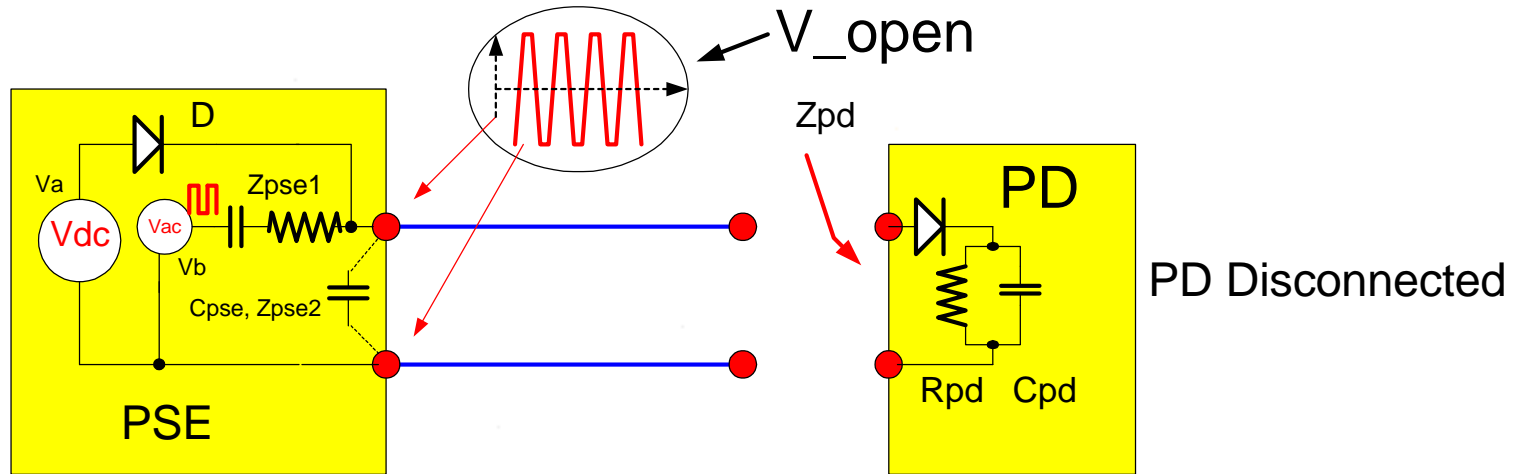 V_open
D
Zpd
Va
Zpse1
PD
Vdc
Vac
Vb
PD Disconnected
Cpse, Zpse2
Rpd Cpd
PSE